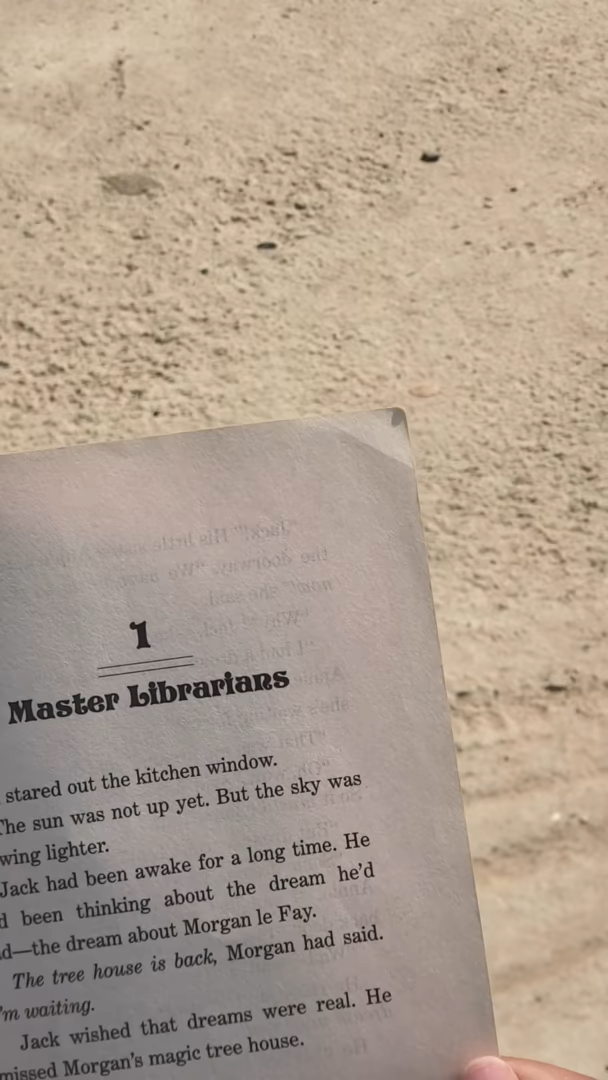 1
Master Librarians
stared out the kitchen window.
The sun was not up yet. But the sky was
wing lighter.
Jack had been awake for a long time. He
d been thinking about the dream he'd
d—the dream about Morgan le Fay.
The tree house is back, Morgan had said.
I'm waiting.
Jack wished that dreams were real. He
missed Morgan's magic tree house.